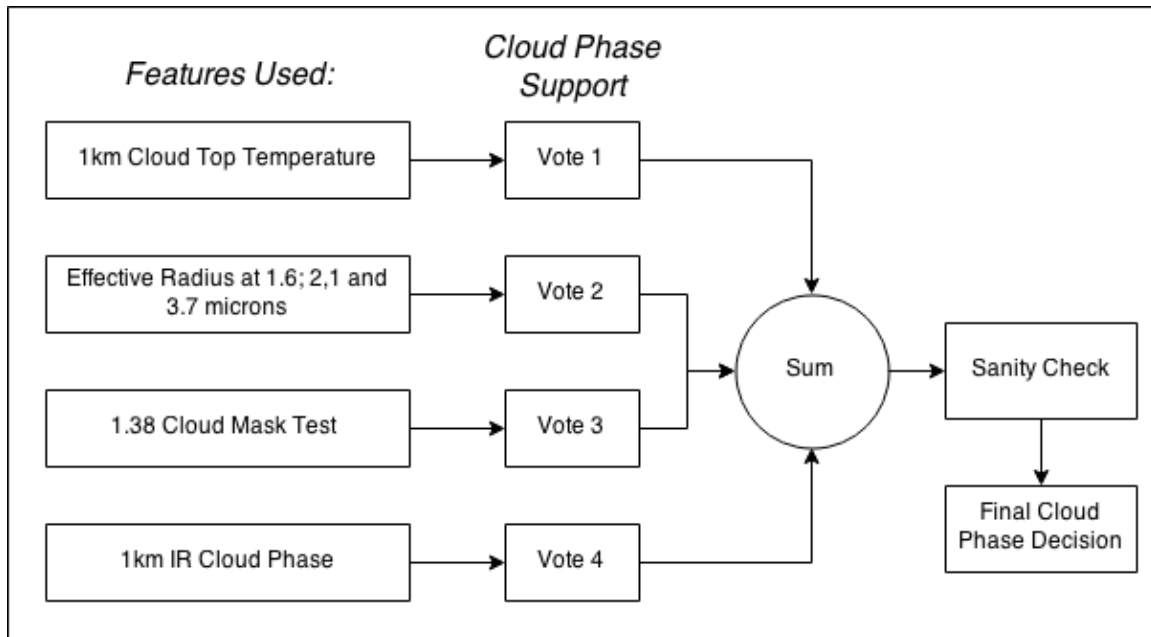 Features Used:
Cloud Phase
Support
1km Cloud Top Temperature
Vote 1
Effective Radius at 1.6; 2,1 and
3.7 microns
Vote 2
1.38 Cloud Mask Test
Vote 3
1km IR Cloud Phase
Vote 4
Sum
Sanity Check
Final Cloud
Phase Decision